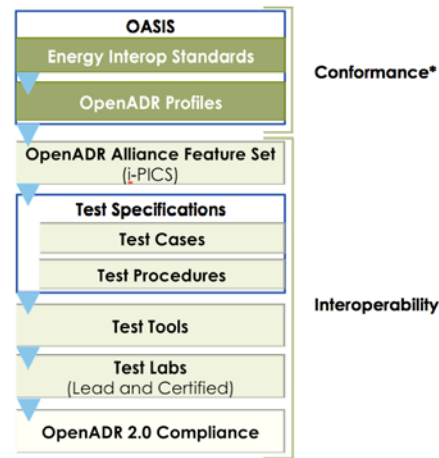 OASIS
Energy Interop Standards
Conformance*
OpenADR Profiles
OpenADR Alliance Feature Set
(i-PICS)
Test Specifications
Test Cases
Test Procedures
Interoperability
Test Tools
Test Labs
(Lead and Certified)
OpenADR 2.0 Compliance